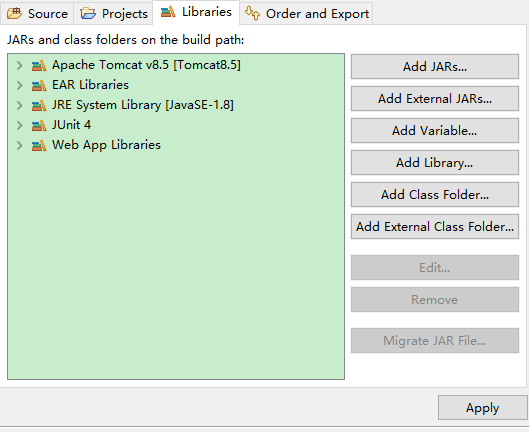 Source Projects Libraries Order and Export
JARs and class folders on the build path:
Apache Tomcat v8.5 [Tomcat8.5]
EAR Libraries
JRE System Library [JavaSE-1.8]
JUnit 4
Web App Libraries
Add JARs...
Add External JARs...
Add Variable...
Add Library...
Add Class Folder...
Add External Class Folder...
Edit...
Remove
Migrate JAR File...
Apply